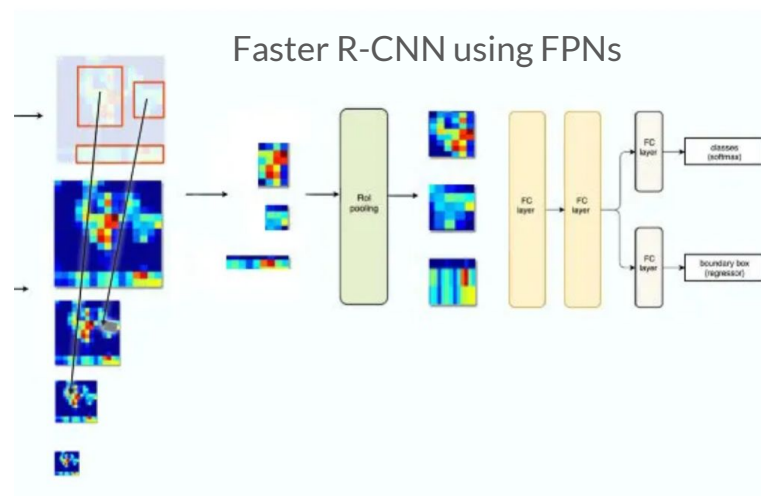 Faster R-CNN using FPNs
RoI
pooling
FC
layer
FC
layer
FC
layer
classes
(softmax)
FC
layer
boundary box
(regressor)